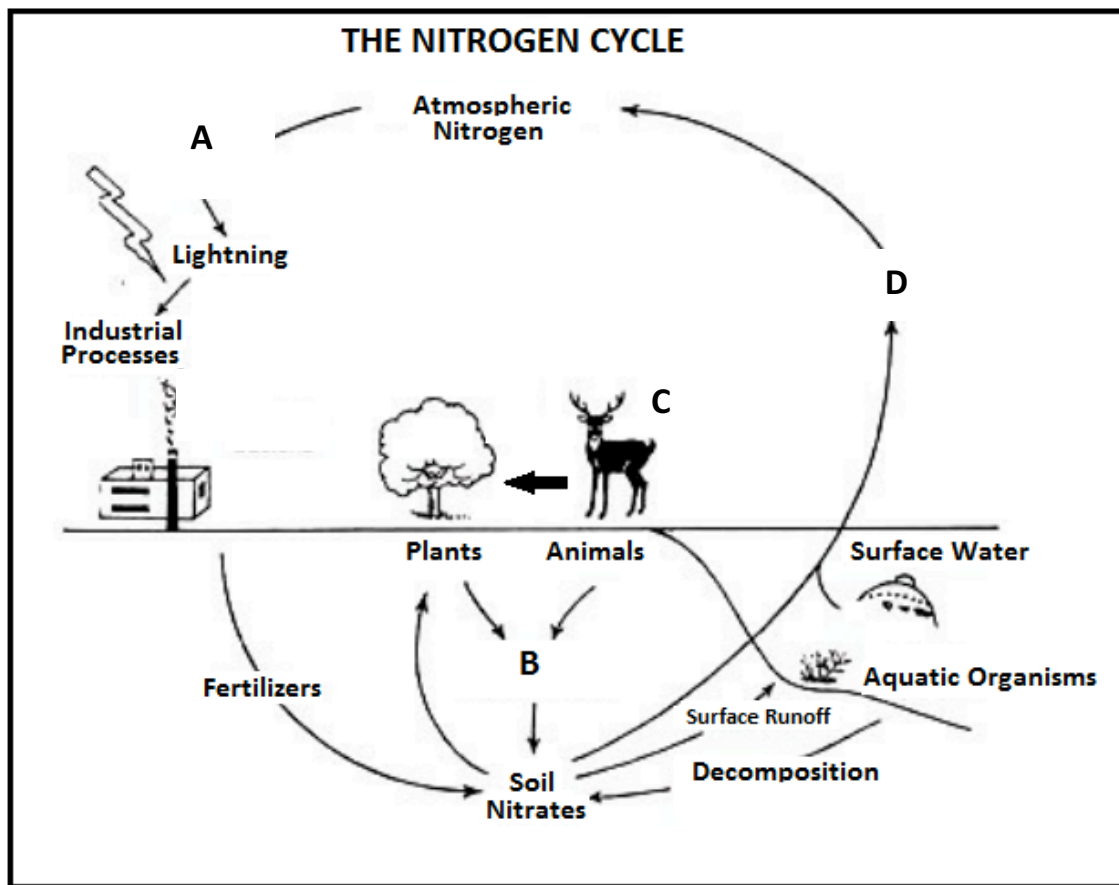 THE NITROGEN CYCLE
Atmospheric
Nitrogen
A
Lightning
D
Industrial
Processes
C
Plants
Animals
Surface Water
B
Fertilizers
Aquatic Organisms
Surface Runoff
Decomposition
Soil
Nitrates